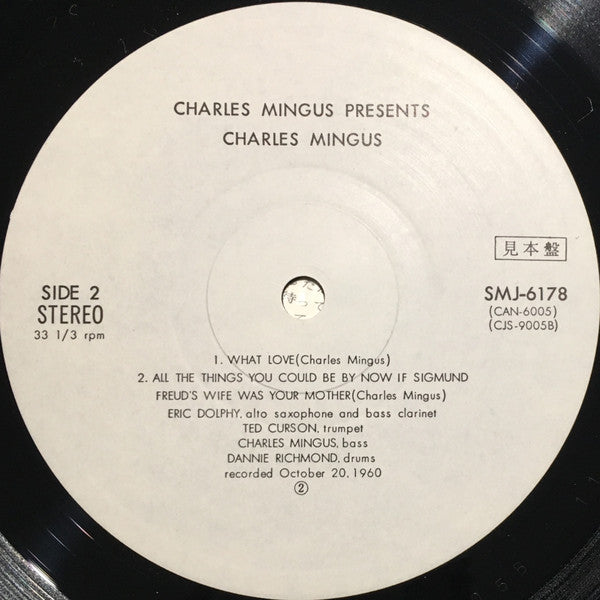 CHARLES MINGUS PRESENTS
CHARLES MINGUS
見本盤
SIDE 2
STEREO
33 1/3 rpm
SMJ-6178
(CAN-6005)
(CJS-9005B)
1. WHAT LOVE(Charles Mingus)
2. ALL THE THINGS YOU COULD BE BY NOW IF SIGMUND
FREUD'S WIFE WAS YOUR MOTHER(Charles Mingus)
ERIC DOLPHY, alto saxophone and bass clarinet
TED CURSON, trumpet
CHARLES MINGUS, bass
DANNIE RICHMOND, drums
recorded October 20, 1960
②